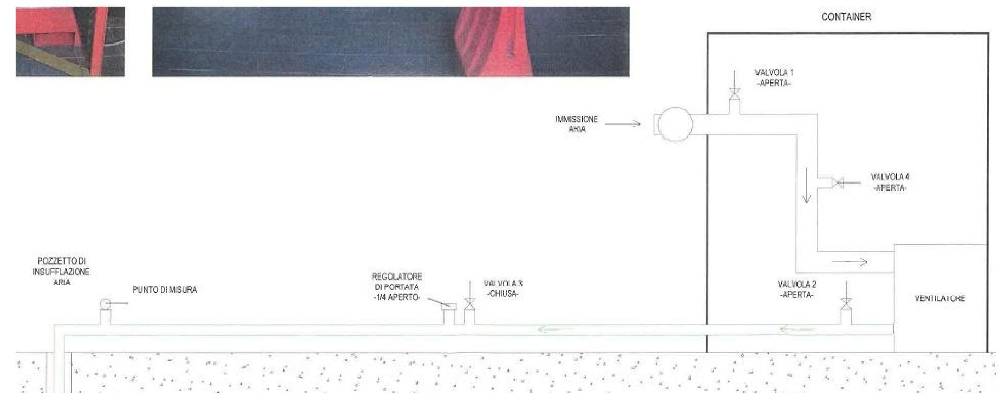 CONTAINER
VALVOLA 1
-APERTA-
IMMISSIONE
ARIA
VALVOLA 4
-APERTA-
POZZETTO DI
INSUFFLAZIONE
ARIA
PUNTO DI MISURA
REGOLATORE
DI PORTATA
-1/4 APERTO-
VALVOLA 3
-CHIUSA-
VALVOLA 2
-APERTA-
VENTILATORE